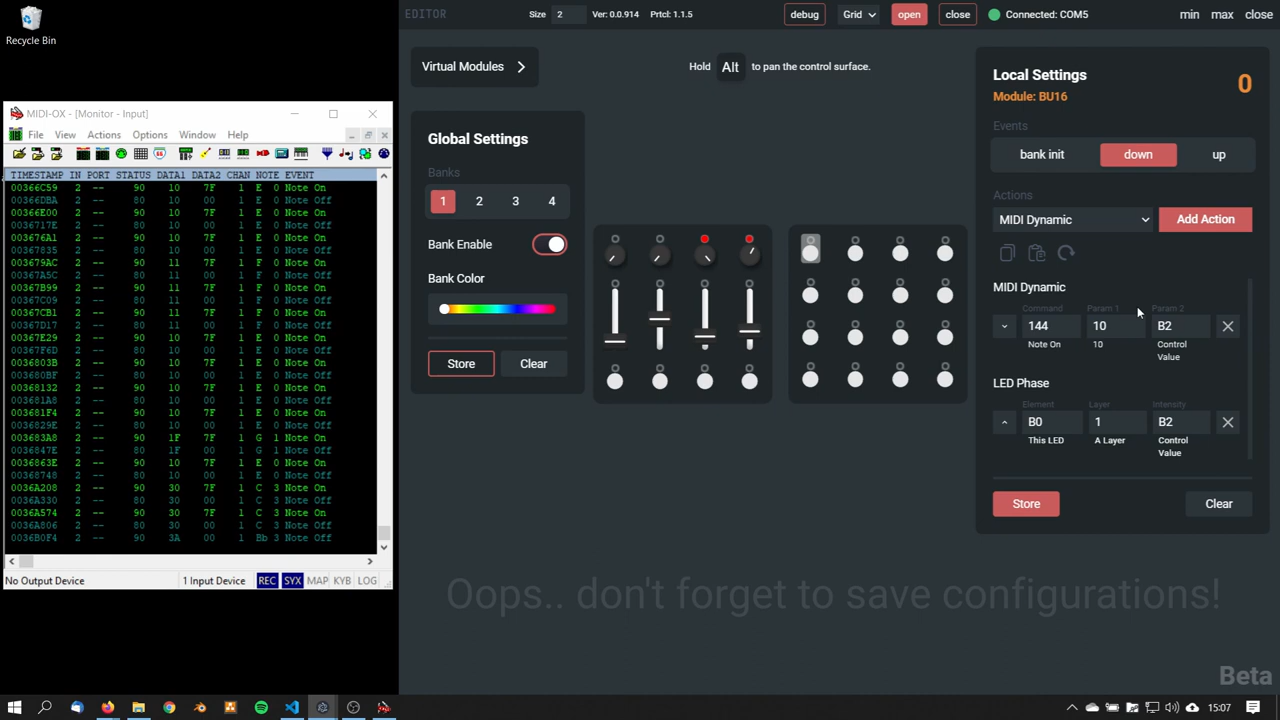 Recycle Bin
MIDI-OX - [Monitor - Input]
File View Actions Options Window Help
TIMESTAMP IN PORT STATUS DATA1 DATA2 CHAN NOTE EVENT
00366C59 2 -- 90 10 7F 1 E 0 Note On
00366DBA 2 -- 80 10 00 1 E 0 Note Off
00366E00 2 -- 90 10 7F 1 E 0 Note On
0036717E 2 -- 80 10 00 1 E 0 Note Off
003676A1 2 -- 90 10 7F 1 E 0 Note On
00367835 2 -- 80 10 00 1 E 0 Note Off
003679AC 2 -- 90 11 7F 1 F 0 Note On
00367A5C 2 -- 80 11 00 1 F 0 Note Off
00367B99 2 -- 90 11 7F 1 F 0 Note On
00367C09 2 -- 80 11 00 1 F 0 Note Off
00367CB1 2 -- 90 11 7F 1 F 0 Note On
00367D17 2 -- 80 11 00 1 F 0 Note Off
00367E29 2 -- 90 10 7F 1 E 0 Note On
00367F6D 2 -- 80 10 00 1 E 0 Note Off
0036803B 2 -- 90 10 7F 1 E 0 Note On
003680BF 2 -- 80 10 00 1 E 0 Note Off
00368132 2 -- 90 10 7F 1 E 0 Note On
003681A8 2 -- 80 10 00 1 E 0 Note Off
003681F4 2 -- 90 10 7F 1 E 0 Note On
0036829E 2 -- 80 10 00 1 E 0 Note Off
003683A8 2 -- 90 1F 7F 1 G 1 Note On
0036847E 2 -- 80 1F 00 1 G 1 Note Off
0036863E 2 -- 90 10 7F 1 E 0 Note On
00368748 2 -- 80 10 00 1 E 0 Note Off
0036A208 2 -- 90 30 7F 1 C 3 Note On
0036A330 2 -- 80 30 00 1 C 3 Note Off
0036A574 2 -- 90 30 7F 1 C 3 Note On
0036A806 2 -- 80 30 00 1 C 3 Note Off
0036B0F4 2 -- 90 3A 00 1 Bb 3 Note Off
No Output Device 1 Input Device REC SYX MAP KYB LOG
EDITOR Size 2 Ver: 0.0.914 Prtcl: 1.1.5 debug Grid open close Connected: COM5 min max close
Virtual Modules
Hold Alt to pan the control surface.
Global Settings
Banks
1 2 3 4
Bank Enable
Bank Color
Store Clear
Local Settings 0
Module: BU16
Events
bank init down up
Actions
MIDI Dynamic Add Action
MIDI Dynamic
Command Param 1 Param 2
144 10 B2
Note On 10 Control
Value
LED Phase
Element Layer Intensity
B0 1 B2
This LED A Layer Control
Value
Store Clear
Oops.. don't forget to save configurations!
Beta
15:07